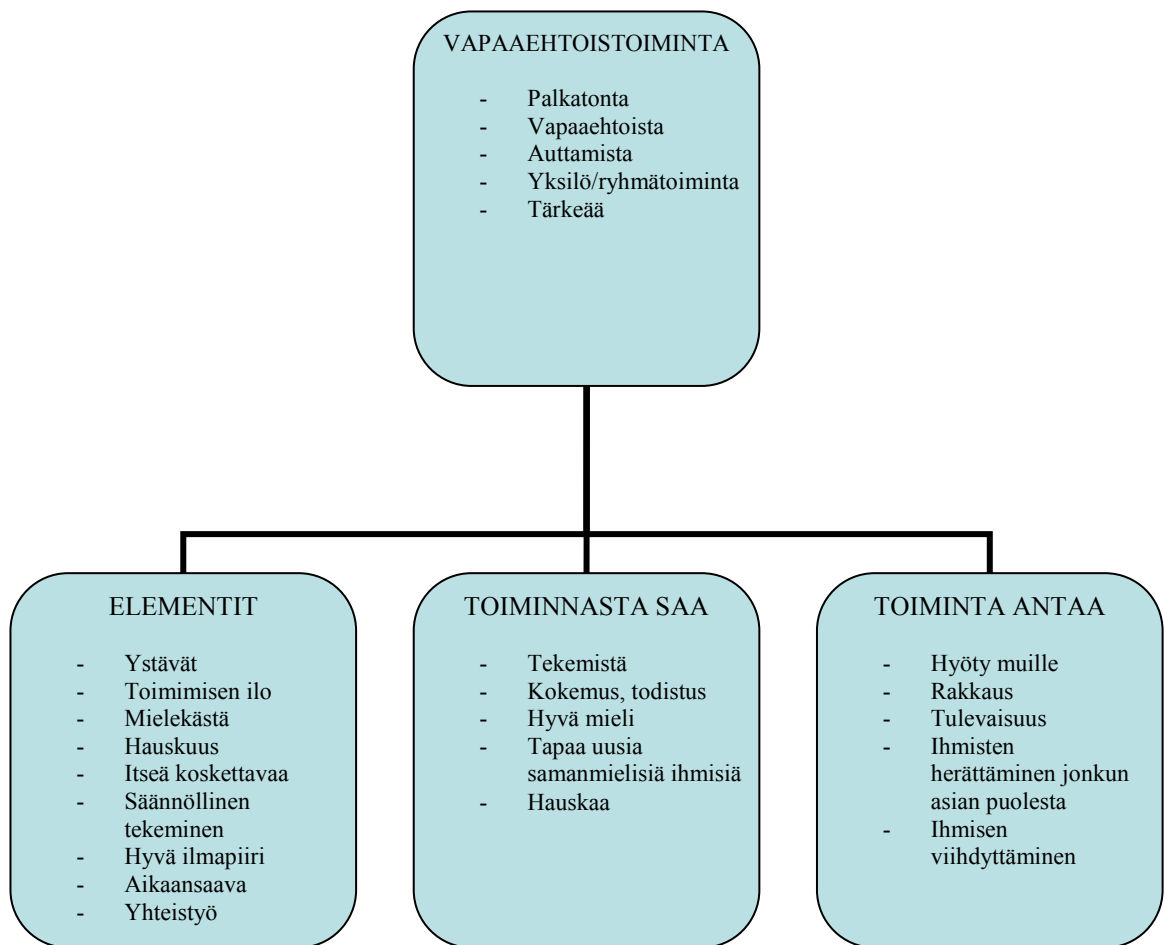 VAPAAEHTOISTOIMINTA
- Palkatonta
- Vapaaehtoista
- Auttamista
- Yksilö/ryhmätoiminta
- Tärkeää
ELEMENTIT
- Ystävät
- Toimimisen ilo
- Mielekästä
- Hauskuus
- Itseä koskettavaa
- Säännöllinen
tekeminen
- Hyvä ilmapiiri
- Aikaansaava
- Yhteistyö
TOIMINNASTA SAA
- Tekemistä
- Kokemus, todistus
- Hyvä mieli
- Tapaa uusia
samanmielisiä ihmisiä
- Hauskaa
TOIMINTA ANTAA
- Hyöty muille
- Rakkaus
- Tulevaisuus
- Ihmisten
herättäminen jonkun
asian puolesta
- Ihmisen
viihdyttäminen